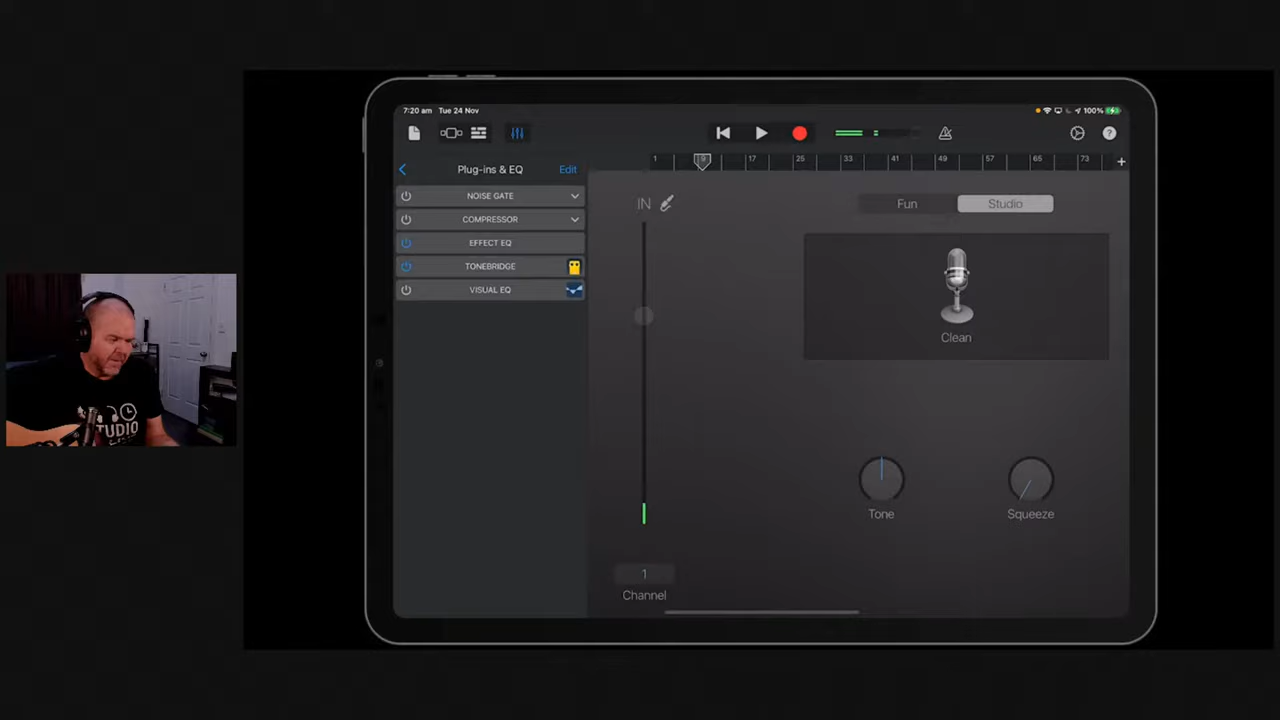 7:20 am Tue 24 Nov
100%
Plug-ins & EQ Edit
1 9 17 25 33 41 49 57 65 73 +
NOISE GATE
COMPRESSOR
EFFECT EQ
TONEBRIDGE
VISUAL EQ
IN
Fun Studio
Clean
Tone Squeeze
1
Channel
STUDIO